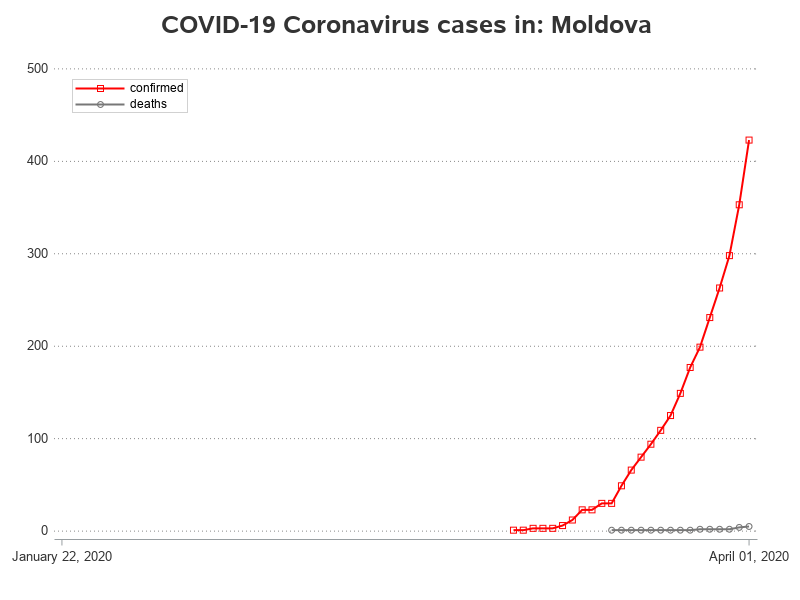 COVID-19 Coronavirus cases in: Moldova
500
confirmed
deaths
400
300
200
100
0
January 22, 2020
April 01, 2020